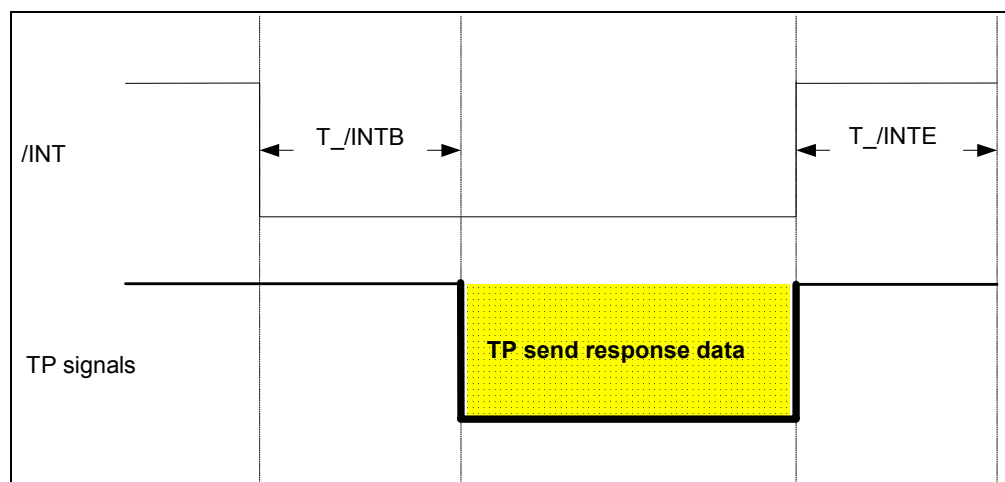 T_/INTB
T_/INTE
/INT
TP send response data
TP signals